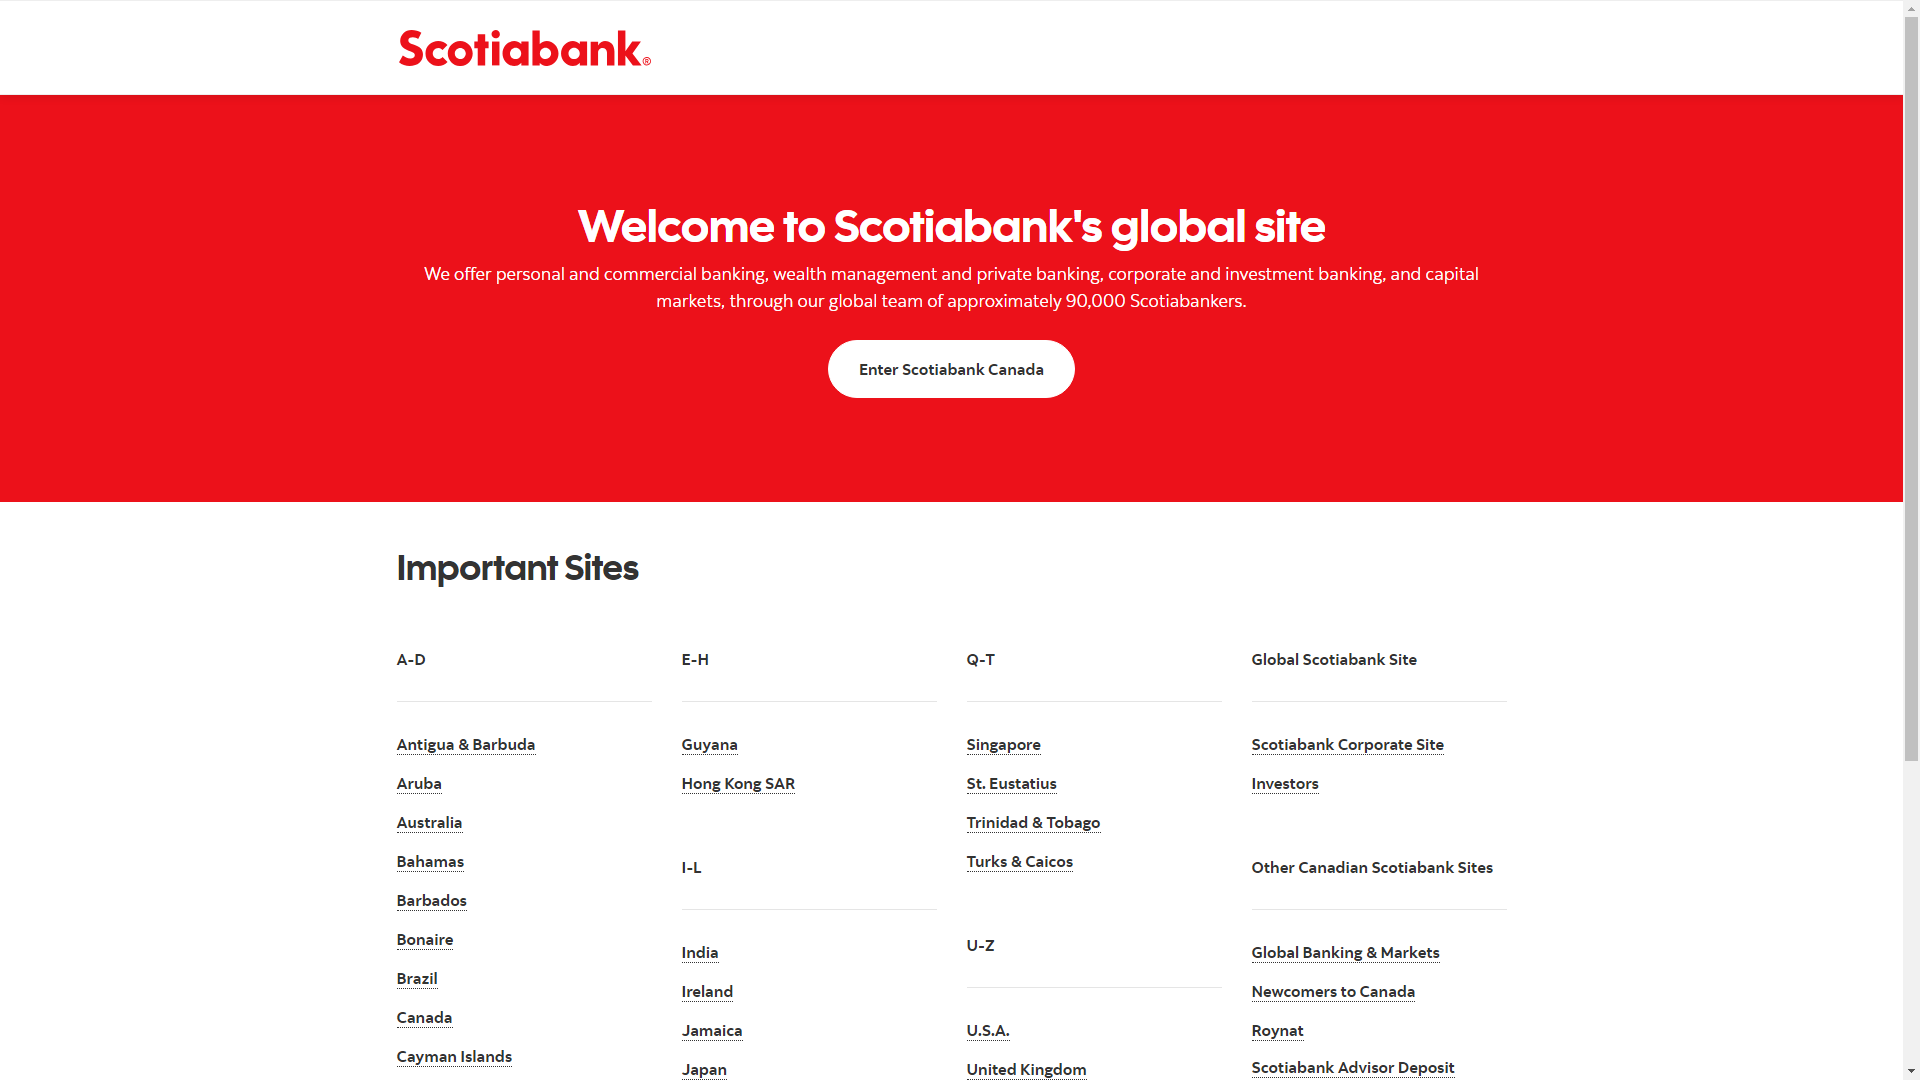 Scotiabank®
Welcome to Scotiabank's global site
We offer personal and commercial banking, wealth management and private banking, corporate and investment banking, and capital
markets, through our global team of approximately 90,000 Scotiabankers.
Enter Scotiabank Canada
Important Sites
A-D
Antigua & Barbuda
Aruba
Australia
Bahamas
Barbados
Bonaire
Brazil
Canada
Cayman Islands
E-H
Guyana
Hong Kong SAR
I-L
India
Ireland
Jamaica
Japan
Q-T
Singapore
St. Eustatius
Trinidad & Tobago
Turks & Caicos
U-Z
U.S.A.
United Kingdom
Global Scotiabank Site
Scotiabank Corporate Site
Investors
Other Canadian Scotiabank Sites
Global Banking & Markets
Newcomers to Canada
Roynat
Scotiabank Advisor Deposit